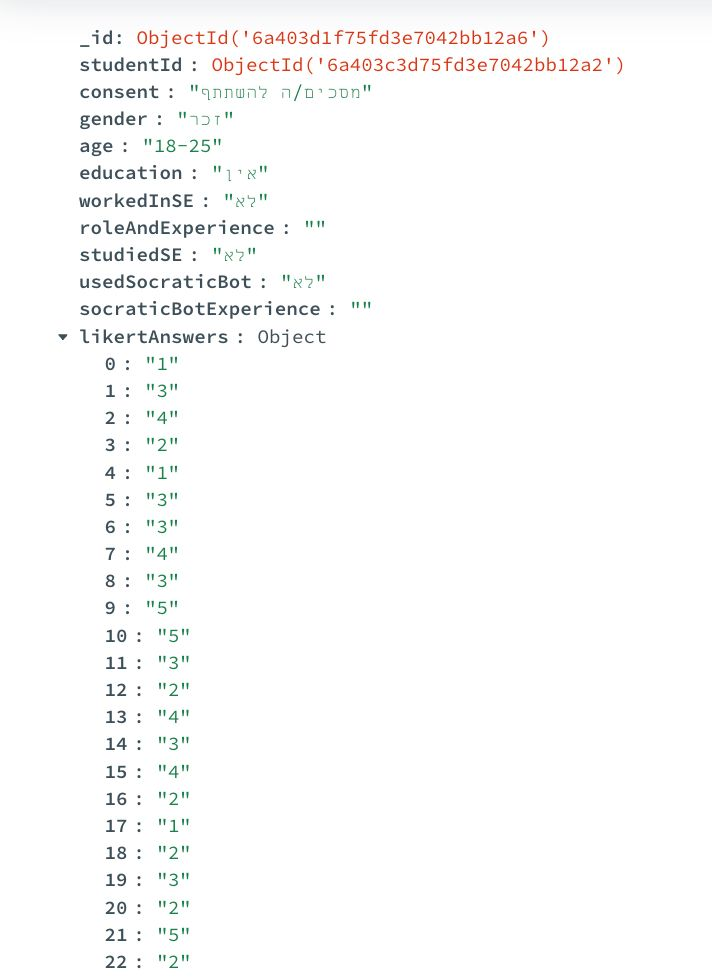 _id: ObjectId('6a403d1f75fd3e7042bb12a6')
studentId : ObjectId('6a403c3d75fd3e7042bb12a2')
consent : "מסכים/ה להשתתף"
gender : "זכר"
age : "18-25"
education : "אין"
workedInSE : "לא"
roleAndExperience : ""
studiedSE : "לא"
usedSocraticBot : "לא"
socraticBotExperience : ""
▾ likertAnswers : Object
0 : "1"
1 : "3"
2 : "4"
3 : "2"
4 : "1"
5 : "3"
6 : "3"
7 : "4"
8 : "3"
9 : "5"
10 : "5"
11 : "3"
12 : "2"
13 : "4"
14 : "3"
15 : "4"
16 : "2"
17 : "1"
18 : "2"
19 : "3"
20 : "2"
21 : "5"
22 : "2"